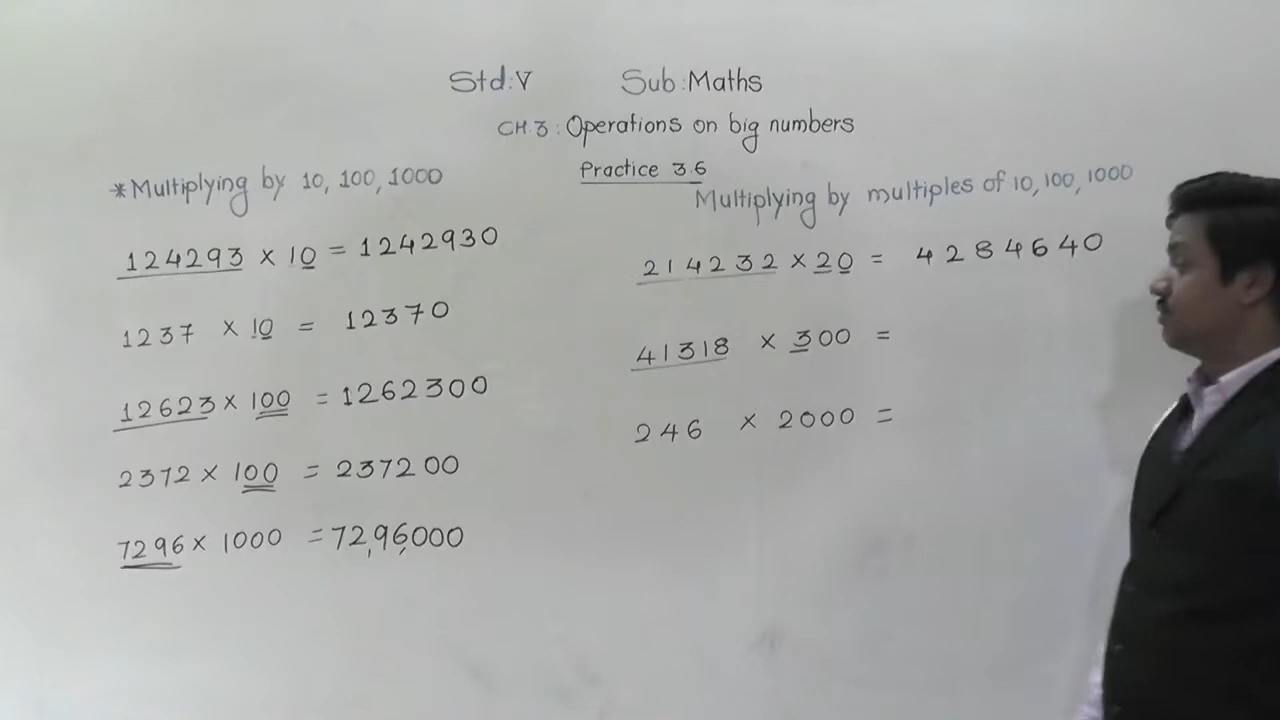 Std: V Sub: Maths
CH. 3: Operations on big numbers
Practice 3.6
*Multiplying by 10, 100, 1000
124293 × 10 = 1242930
1237 × 10 = 12370
12623 × 100 = 1262300
2372 × 100 = 237200
7296 × 1000 = 72,96,000
Multiplying by multiples of 10, 100, 1000
214232 × 20 = 4284640
41318 × 300 =
246 × 2000 =